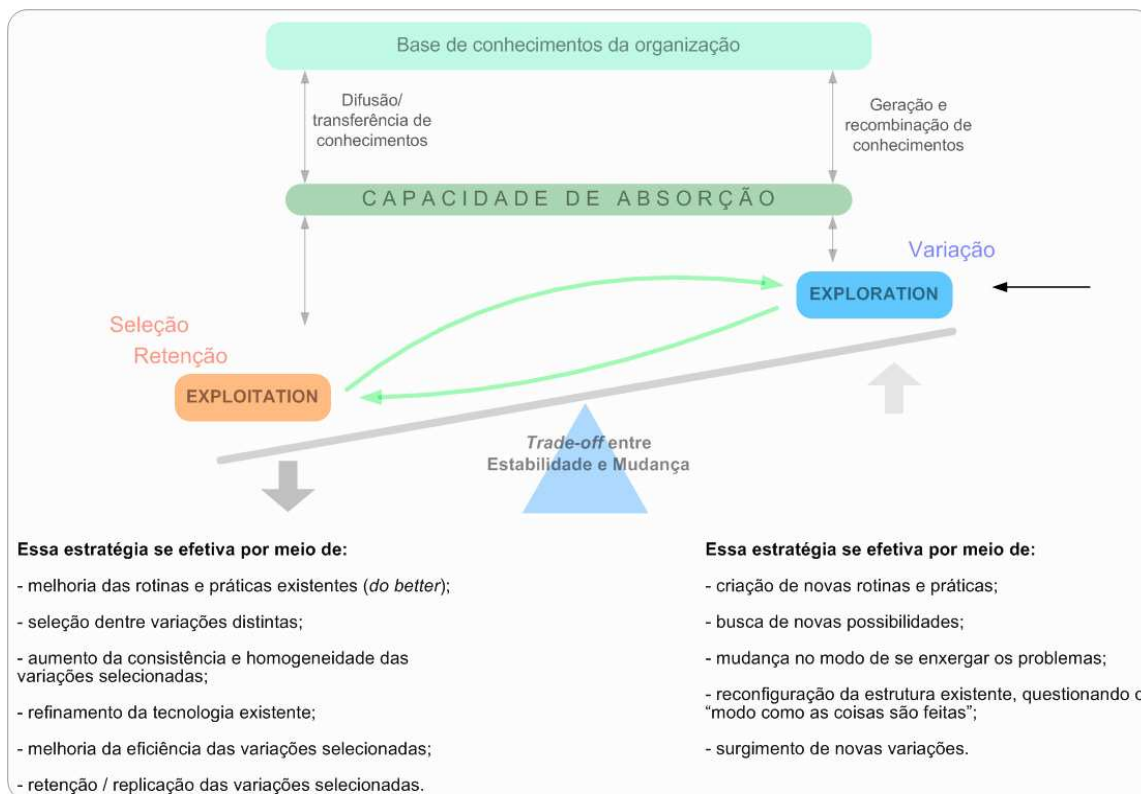 Base de conhecimentos da organização
Difusão/
transferência de
conhecimentos
Geração e
recombinação de
conhecimentos
CAPACIDADE DE ABSORÇÃO
Variação
EXPLORATION
Seleção
Retenção
EXPLOITATION
Trade-off entre
Estabilidade e Mudança
Essa estratégia se efetiva por meio de:
- melhoria das rotinas e práticas existentes (do better);
- seleção dentre variações distintas;
- aumento da consistência e homogeneidade das
variações selecionadas;
- refinamento da tecnologia existente;
- melhoria da eficiência das variações selecionadas;
- retenção / replicação das variações selecionadas.
Essa estratégia se efetiva por meio de:
- criação de novas rotinas e práticas;
- busca de novas possibilidades;
- mudança no modo de se enxergar os problemas;
- reconfiguração da estrutura existente, questionando
“modo como as coisas são feitas”;
- surgimento de novas variações.